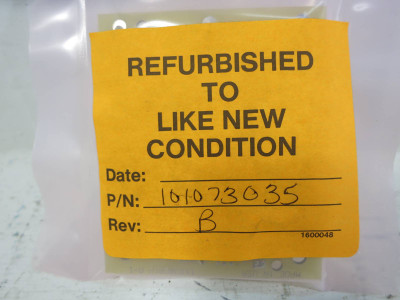 REFURBISHED
TO
LIKE NEW
CONDITION
Date:
P/N: 101073035
Rev: B
1600048